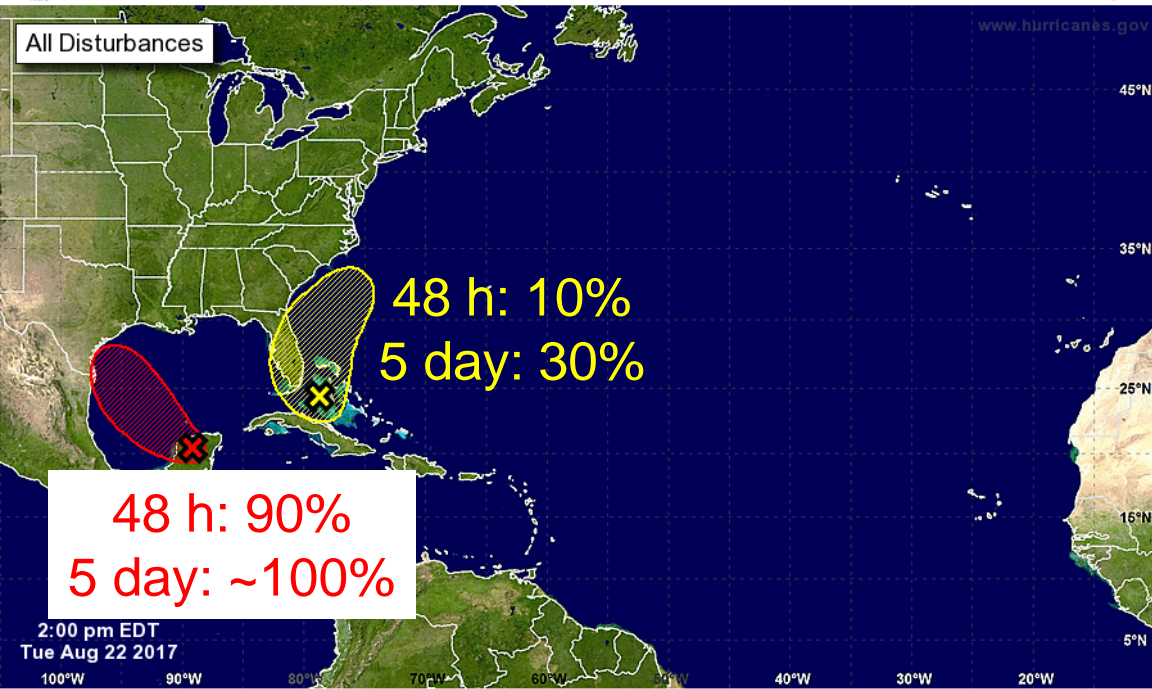 www.hurricanes.gov
All Disturbances
45°N
35°N
48 h: 10%
5 day: 30%
25°N
48 h: 90%
15°N
5 day: ~100%
2:00 pm EDT
5°N
Tue Aug 22 2017
100°W 90°W 80°W 70°W 60°W 50°W 40°W 30°W 20°W